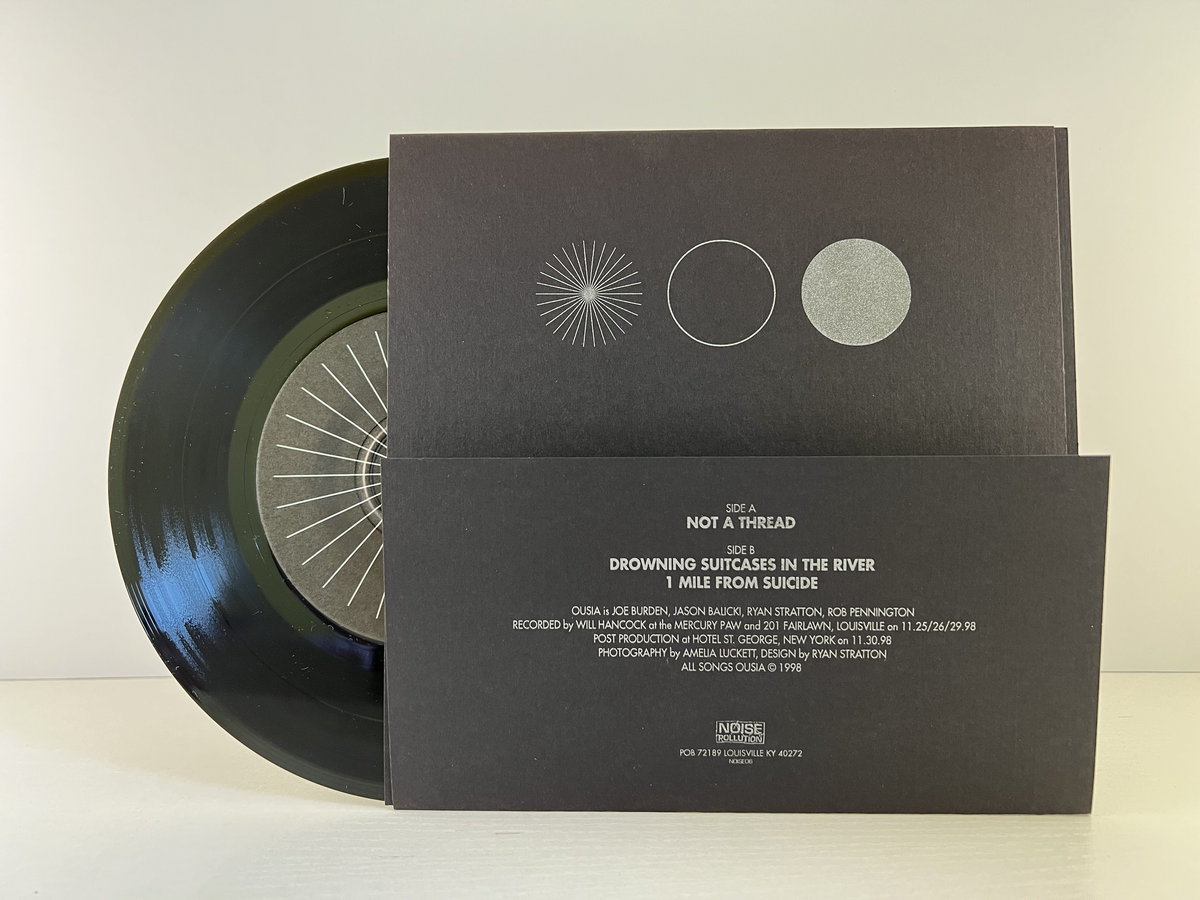 SIDE A
NOT A THREAD
SIDE B
DROWNING SUITCASES IN THE RIVER
1 MILE FROM SUICIDE
OUSIA is JOE BURDEN, JASON BALICKI, RYAN STRATTON, ROB PENNINGTON
RECORDED by WILL HANCOCK at the MERCURY PAW and 201 FAIRLAWN, LOUISVILLE on 11.25/26/29.98
POST PRODUCTION at HOTEL ST. GEORGE, NEW YORK on 11.30.98
PHOTOGRAPHY by AMELIA LUCKETT, DESIGN by RYAN STRATTON
ALL SONGS OUSIA © 1998
NOISE
POLLUTION
POB 72189 LOUISVILLE KY 40272
NOISE06